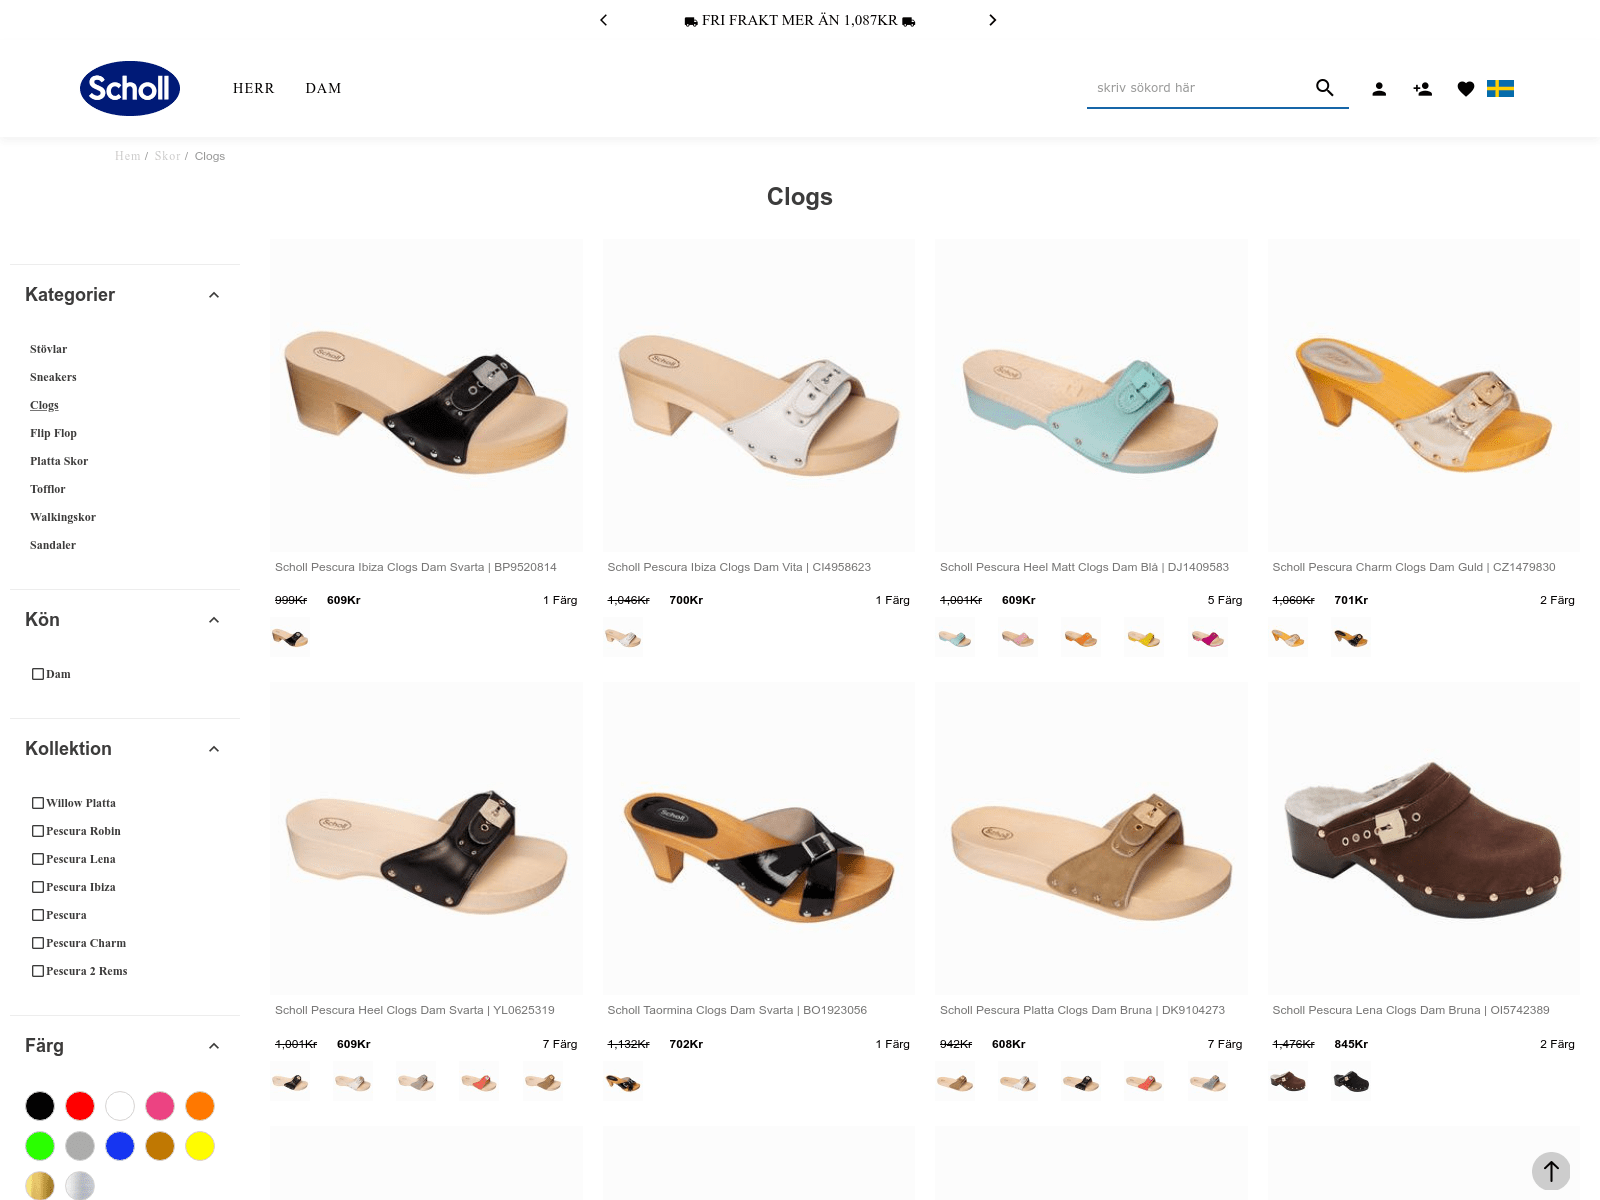 FRI FRAKT MER ÄN 1,087KR
Scholl
HERR
DAM
skriv sökord här
Hem / Skor / Clogs
Clogs
Kategorier
Stövlar
Sneakers
Clogs
Flip Flop
Platta Skor
Tofflor
Walkingskor
Sandaler
Kön
Dam
Kollektion
Willow Platta
Pescura Robin
Pescura Lena
Pescura Ibiza
Pescura
Pescura Charm
Pescura 2 Rems
Färg
Scholl Pescura Ibiza Clogs Dam Svarta | BP9520814
999Kr 609Kr 1 Färg
Scholl Pescura Ibiza Clogs Dam Vita | CI4958623
1,046Kr 700Kr 1 Färg
Scholl Pescura Heel Matt Clogs Dam Blå | DJ1409583
1,001Kr 609Kr 5 Färg
Scholl Pescura Charm Clogs Dam Guld | CZ1479830
1,060Kr 701Kr 2 Färg
Scholl Pescura Heel Clogs Dam Svarta | YL0625319
1,001Kr 609Kr 7 Färg
Scholl Taormina Clogs Dam Svarta | BO1923056
1,132Kr 702Kr 1 Färg
Scholl Pescura Platta Clogs Dam Bruna | DK9104273
942Kr 608Kr 7 Färg
Scholl Pescura Lena Clogs Dam Bruna | OI5742389
1,476Kr 845Kr 2 Färg